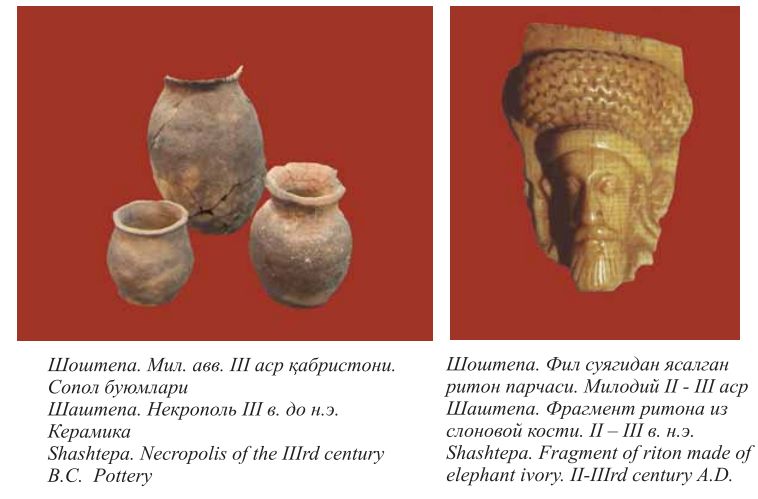 Шоштепа. Мил. авв. III аср қабристони.
Сопол буюмлари
Шаштепа. Некрополь III в. до н.э.
Керамика
Shashtepa. Necropolis of the IIIrd century
B.C. Pottery
Шоштепа. Фил суягидан ясалган
ритон парчаси. Милодий II - III аср
Шаштепа. Фрагмент ритона из
слоновой кости. II – III в. н.э.
Shashtepa. Fragment of riton made of
elephant ivory. II-IIIrd century A.D.